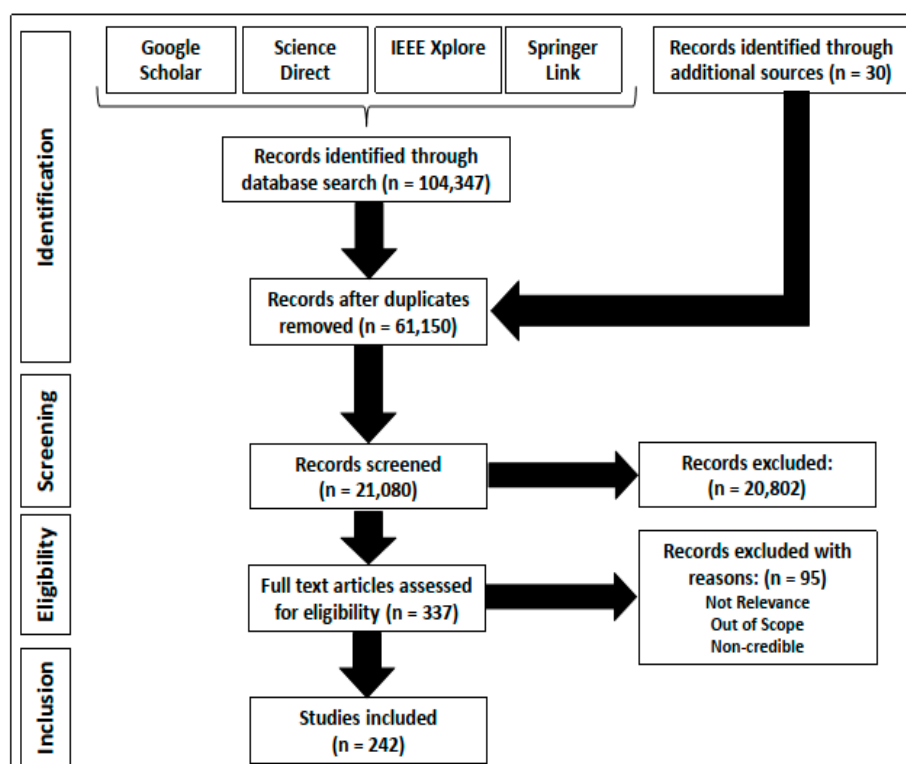 Google
Scholar
Science
Direct
IEEE Xplore
Springer
Link
Records identified through
additional sources (n = 30)
Identification
Records identified through
database search (n = 104,347)
Records after duplicates
removed (n = 61,150)
Screening
Records screened
(n = 21,080)
Records excluded:
(n = 20,802)
Eligibility
Full text articles assessed
for eligibility (n = 337)
Records excluded with
reasons: (n = 95)
Not Relevance
Out of Scope
Non-credible
Inclusion
Studies included
(n = 242)